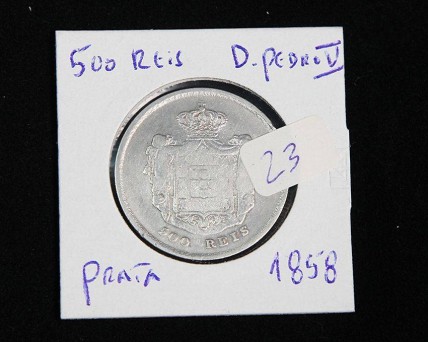 500 REIS D. PEDRO V
23
500 REIS
PRATA 1858